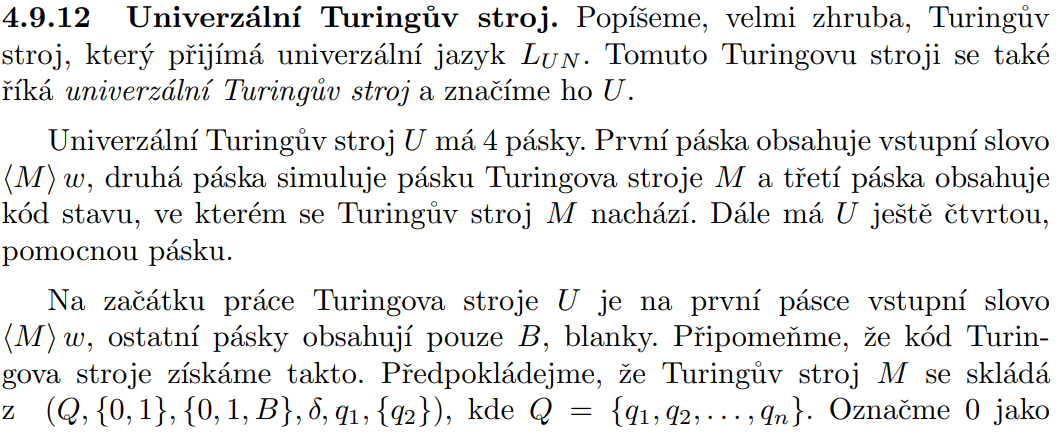 4.9.12 Univerzální Turingův stroj. Popíšeme, velmi zhruba, Turingův
stroj, který přijímá univerzální jazyk L_{UN}. Tomuto Turingovu stroji se také
říká univerzální Turingův stroj a značíme ho U.
Univerzální Turingův stroj U má 4 pásky. První páska obsahuje vstupní slovo
⟨M⟩ w, druhá páska simuluje pásku Turingova stroje M a třetí páska obsahuje
kód stavu, ve kterém se Turingův stroj M nachází. Dále má U ještě čtvrtou,
pomocnou pásku.
Na začátku práce Turingova stroje U je na první pásce vstupní slovo
⟨M⟩ w, ostatní pásky obsahují pouze B, blanky. Připomeňme, že kód Turin-
gova stroje získáme takto. Předpokládejme, že Turingův stroj M se skládá
z (Q, {0, 1}, {0, 1, B}, δ, q₁, {q₂}), kde Q = {q₁, q₂, . . . , qₙ}. Označme 0 jako